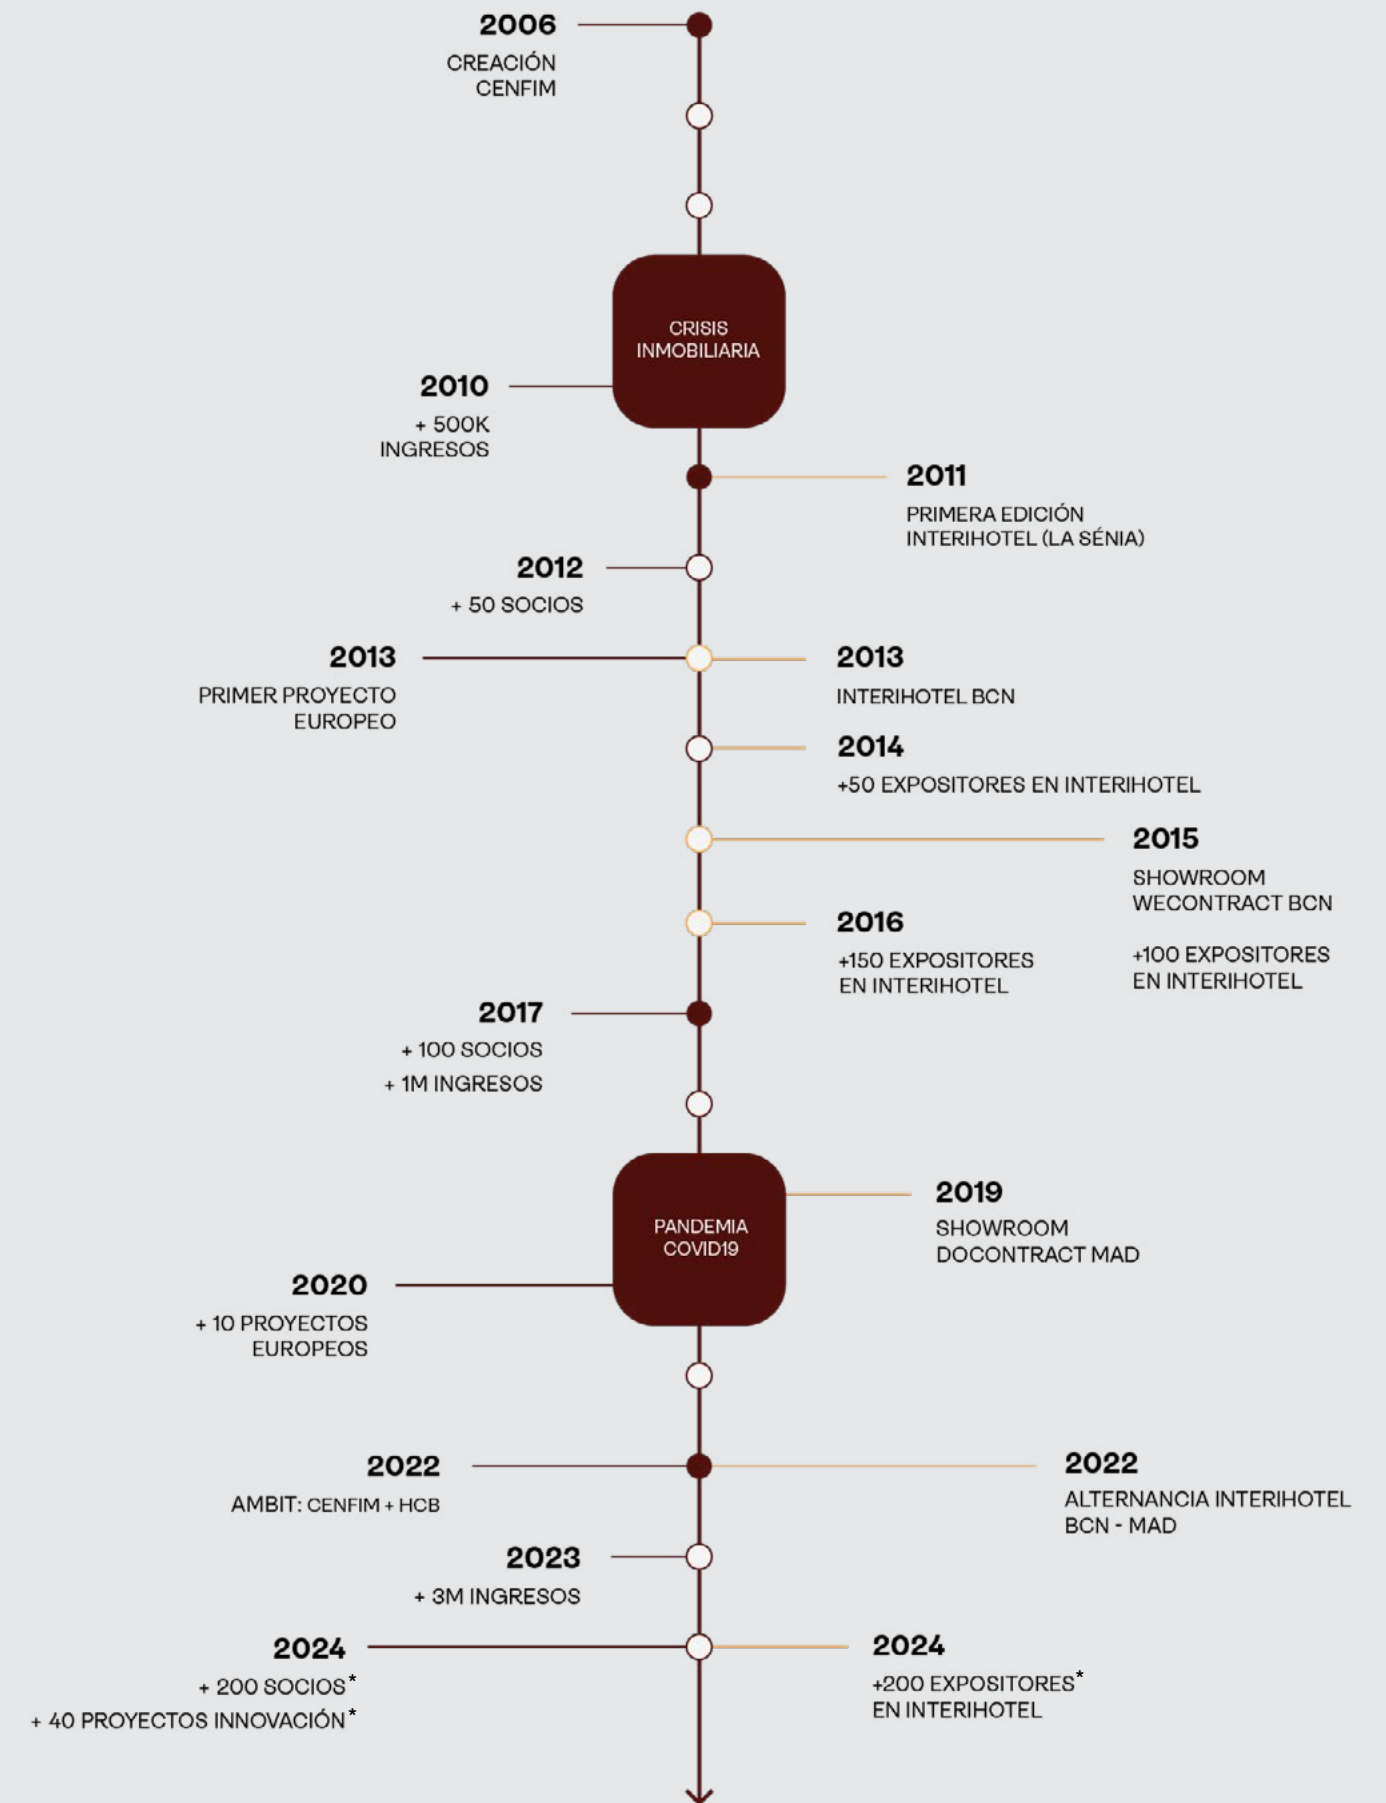 2006
CREACIÓN
CENFIM
CRISIS
INMOBILIARIA
2010
+ 500K
INGRESOS
2011
PRIMERA EDICIÓN
INTERIHOTEL (LA SÉNIA)
2012
+ 50 SOCIOS
2013
PRIMER PROYECTO
EUROPEO
2013
INTERIHOTEL BCN
2014
+50 EXPOSITORES EN INTERIHOTEL
2015
SHOWROOM
WECONTRACT BCN
+100 EXPOSITORES
EN INTERIHOTEL
2016
+150 EXPOSITORES
EN INTERIHOTEL
2017
+ 100 SOCIOS
+ 1M INGRESOS
PANDEMIA
COVID19
2019
SHOWROOM
DOCONTRACT MAD
2020
+ 10 PROYECTOS
EUROPEOS
2022
AMBIT: CENFIM + HCB
2022
ALTERNANCIA INTERIHOTEL
BCN - MAD
2023
+ 3M INGRESOS
2024
+ 200 SOCIOS*
+ 40 PROYECTOS INNOVACIÓN*
2024
+200 EXPOSITORES*
EN INTERIHOTEL